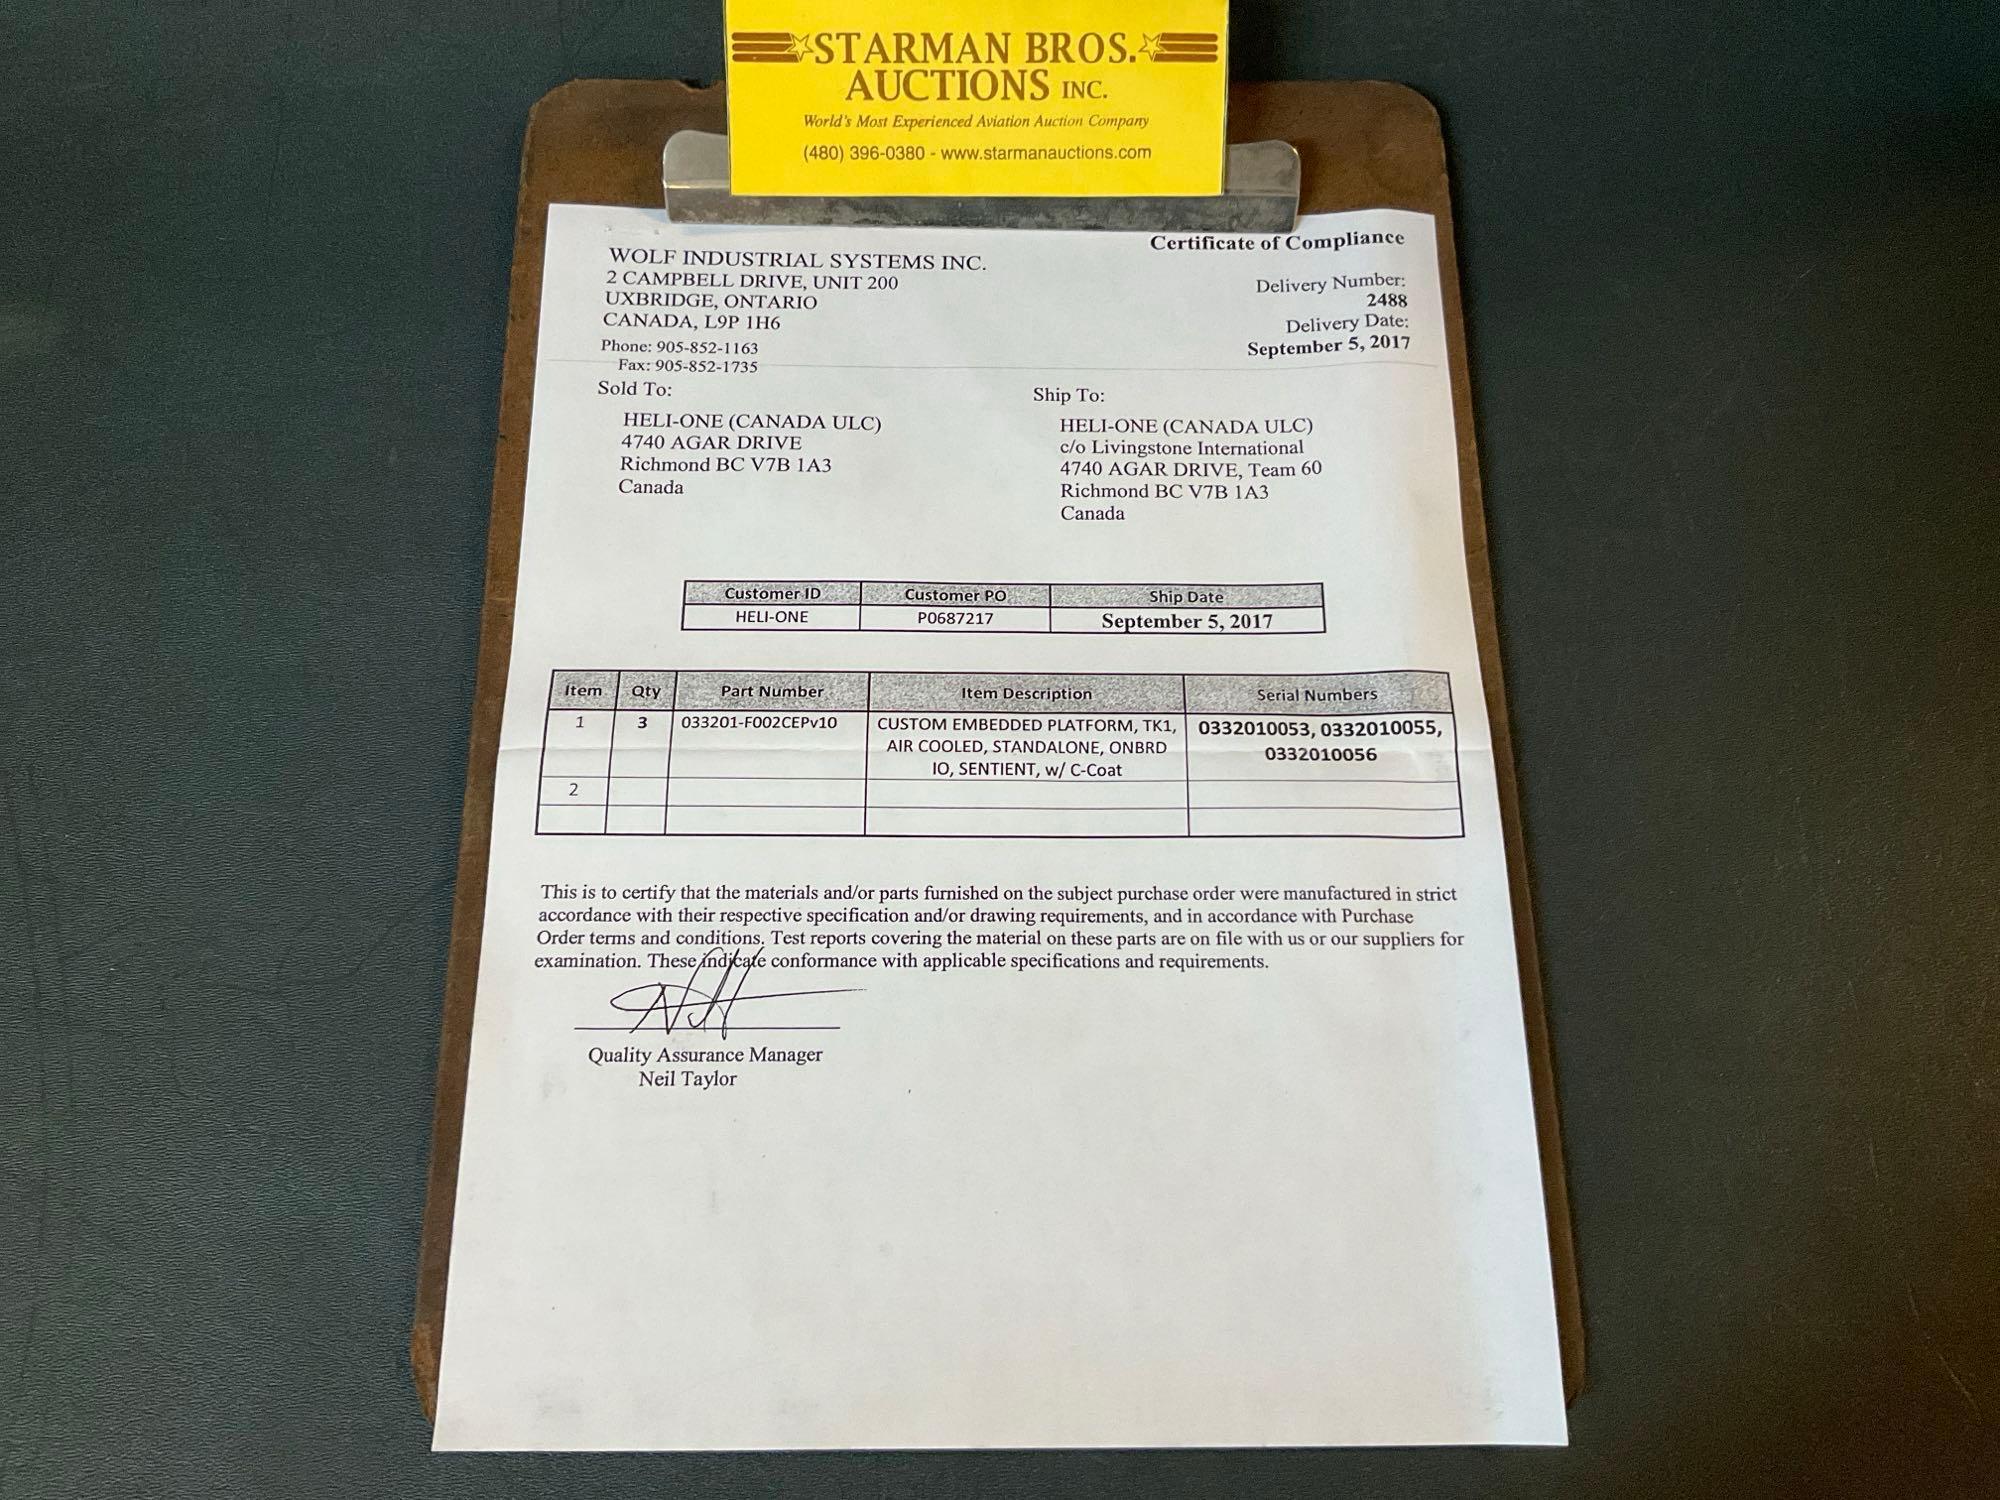 STARMAN BROS.
AUCTIONS INC.
World's Most Experienced Aviation Auction Company
(480) 396-0380 - www.starmanauctions.com
Certificate of Compliance
WOLF INDUSTRIAL SYSTEMS INC.
2 CAMPBELL DRIVE, UNIT 200
UXBRIDGE, ONTARIO
CANADA, L9P 1H6
Phone: 905-852-1163
Fax: 905-852-1735
Delivery Number:
2488
Delivery Date:
September 5, 2017
Sold To:
HELI-ONE (CANADA ULC)
4740 AGAR DRIVE
Richmond BC V7B 1A3
Canada
Ship To:
HELI-ONE (CANADA ULC)
c/o Livingstone International
4740 AGAR DRIVE, Team 60
Richmond BC V7B 1A3
Canada
Customer ID Customer PO Ship Date
HELI-ONE P0687217 September 5, 2017
Item Qty Part Number Item Description Serial Numbers
1 3 033201-F002CEPv10 CUSTOM EMBEDDED PLATFORM, TK1, 0332010053, 0332010055,
AIR COOLED, STANDALONE, ONBRD 0332010056
IO, SENTIENT, w/ C-Coat
2
This is to certify that the materials and/or parts furnished on the subject purchase order were manufactured in strict
accordance with their respective specification and/or drawing requirements, and in accordance with Purchase
Order terms and conditions. Test reports covering the material on these parts are on file with us or our suppliers for
examination. These indicate conformance with applicable specifications and requirements.
Quality Assurance Manager
Neil Taylor